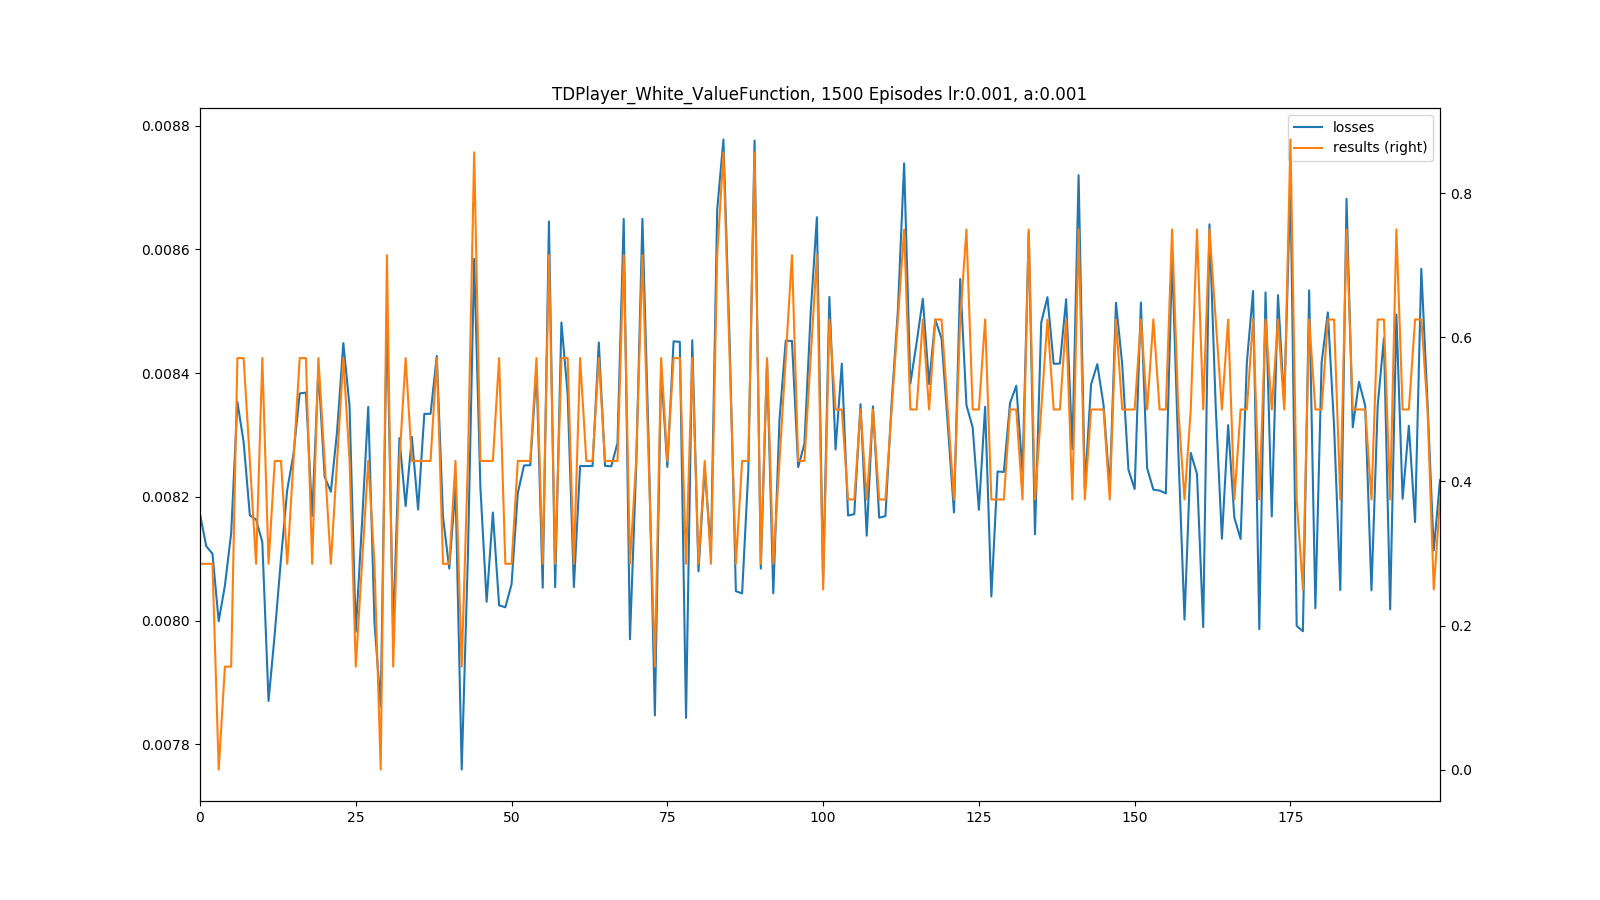 TDPlayer_White_ValueFunction, 1500 Episodes lr:0.001, a:0.001
losses
results (right)
0.0088
0.0086
0.0084
0.0082
0.0080
0.0078
0.8
0.6
0.4
0.2
0.0
0 25 50 75 100 125 150 175